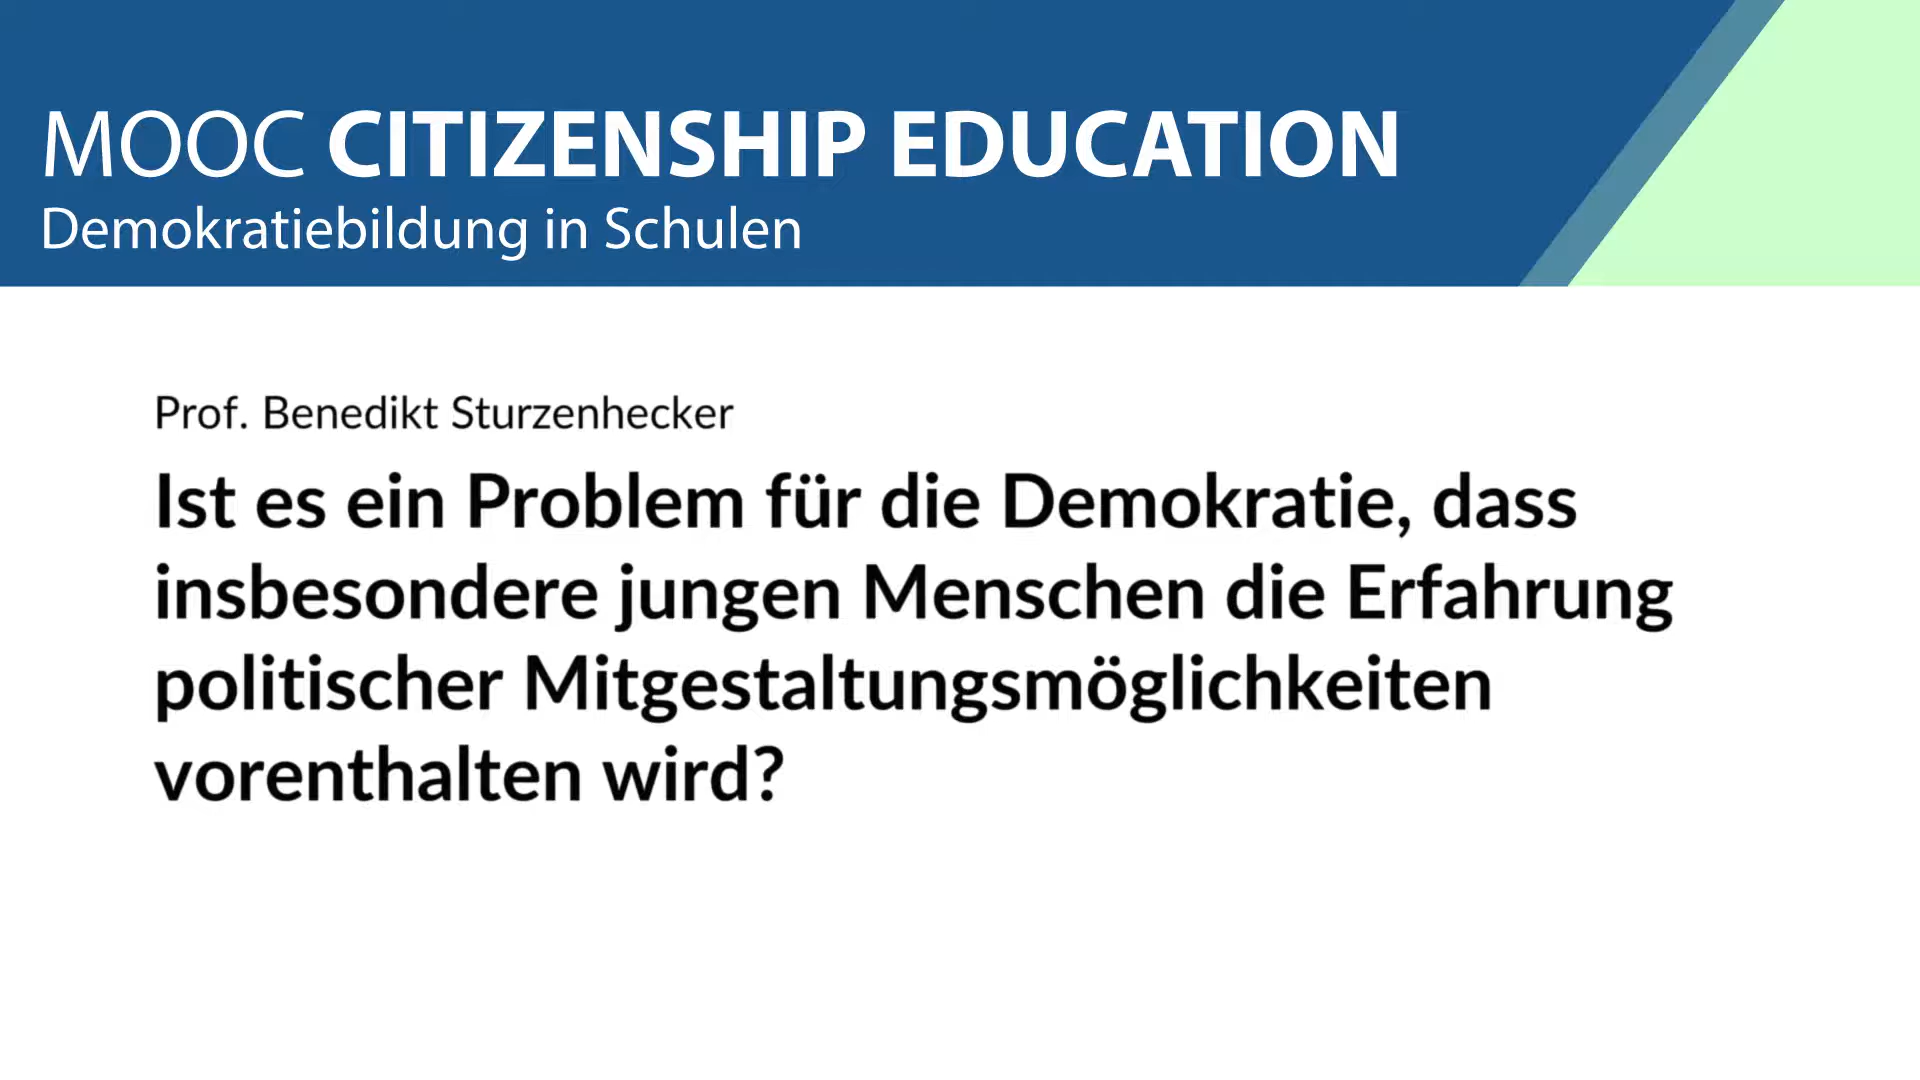 MOOC CITIZENSHIP EDUCATION
Demokratiebildung in Schulen
Prof. Benedikt Sturzenhecker
Ist es ein Problem für die Demokratie, dass
insbesondere jungen Menschen die Erfahrung
politischer Mitgestaltungsmöglichkeiten
vorenthalten wird?